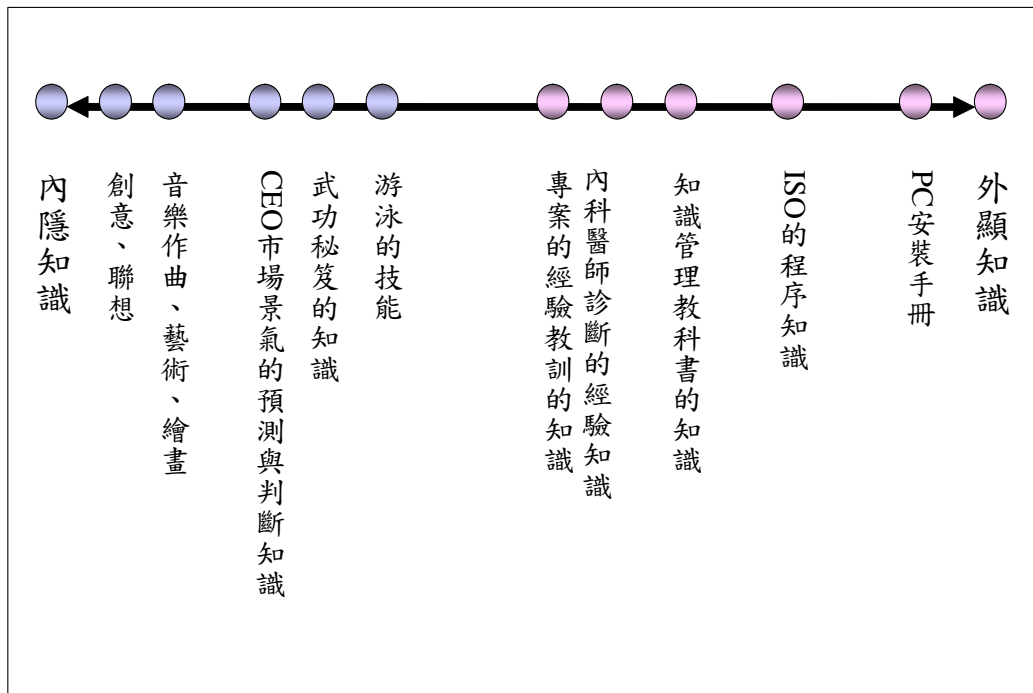 內隱知識
創意、聯想
音樂作曲、藝術、繪畫
CEO市場景氣的預測與判斷知識
武功秘笈的知識
游泳的技能
專案的經驗教訓的知識
內科醫師診斷的經驗知識
知識管理教科書的知識
ISO的程序知識
PC安裝手冊
外顯知識